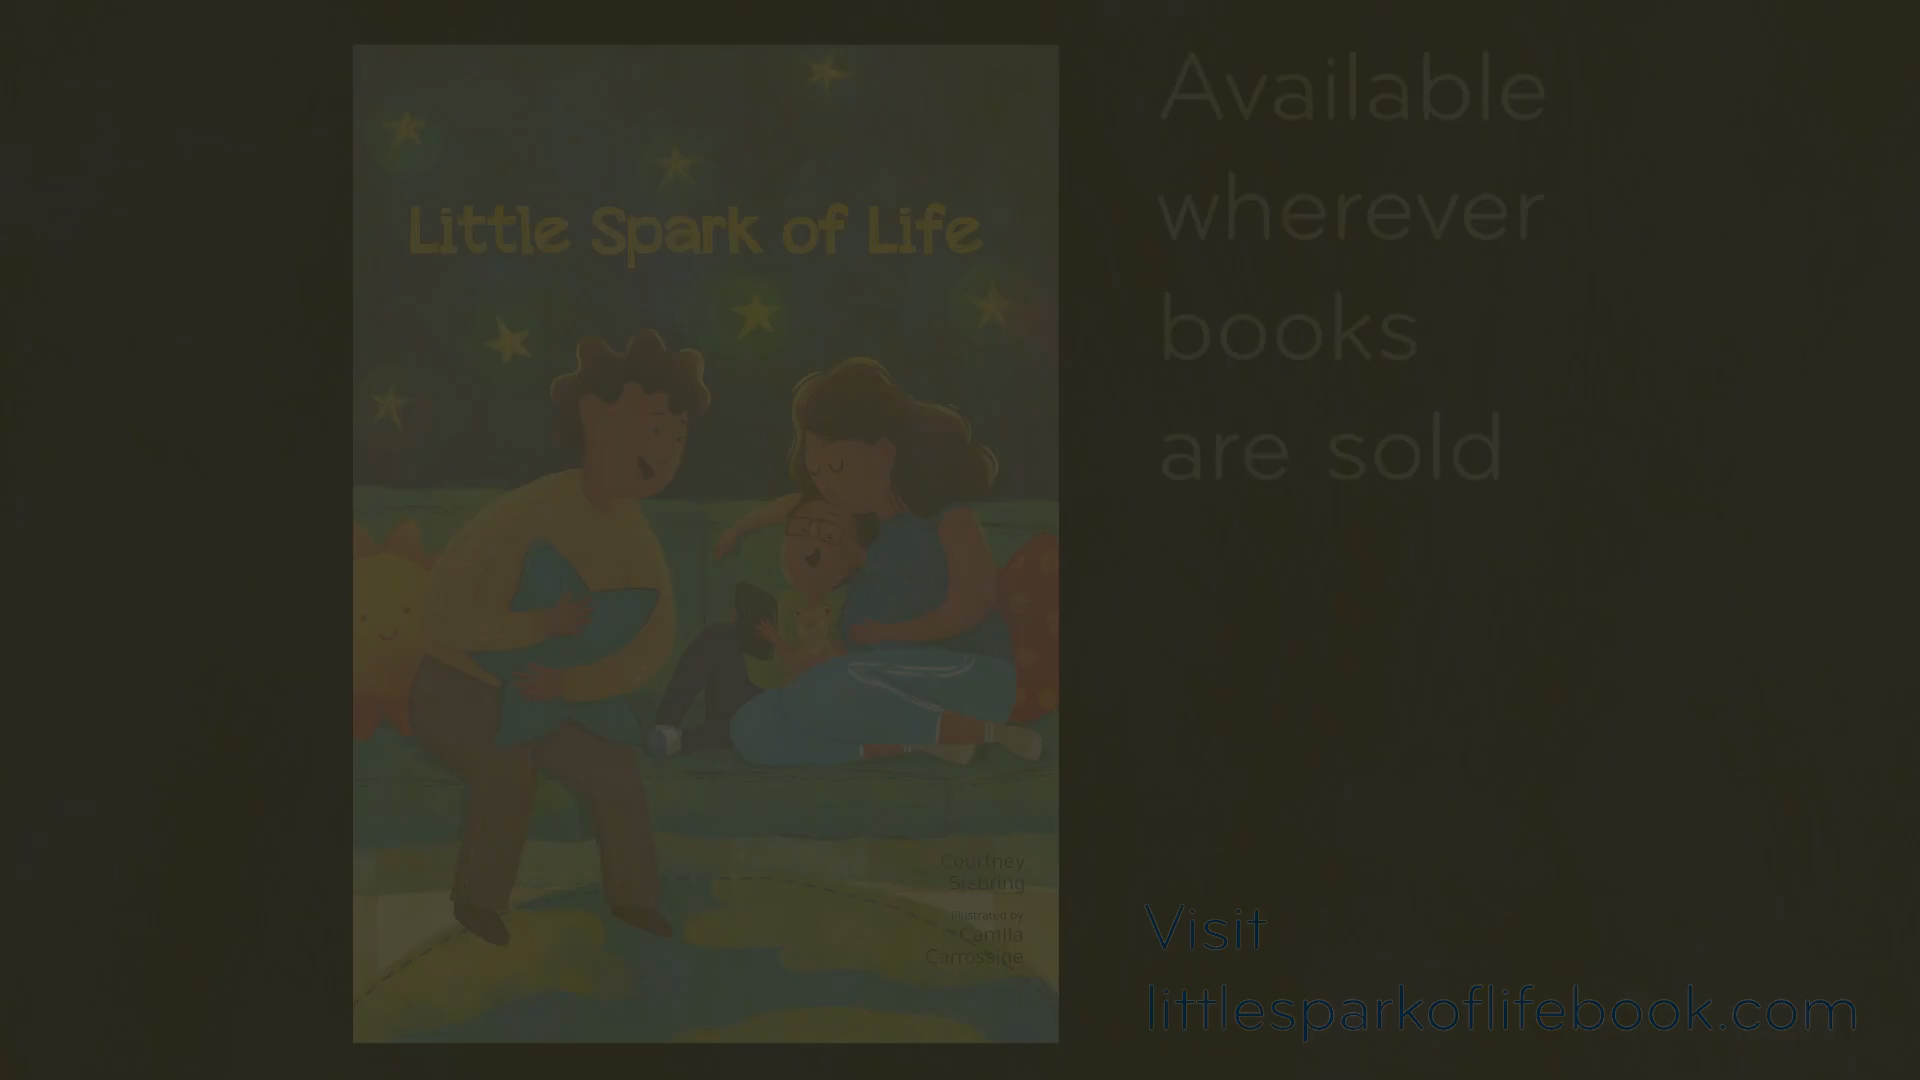 Little Spark of Life
Courtney
Siebring
illustrated by
Camila
Carrossine
Available
wherever
books
are sold
Visit
littlesparkoflifebook.com